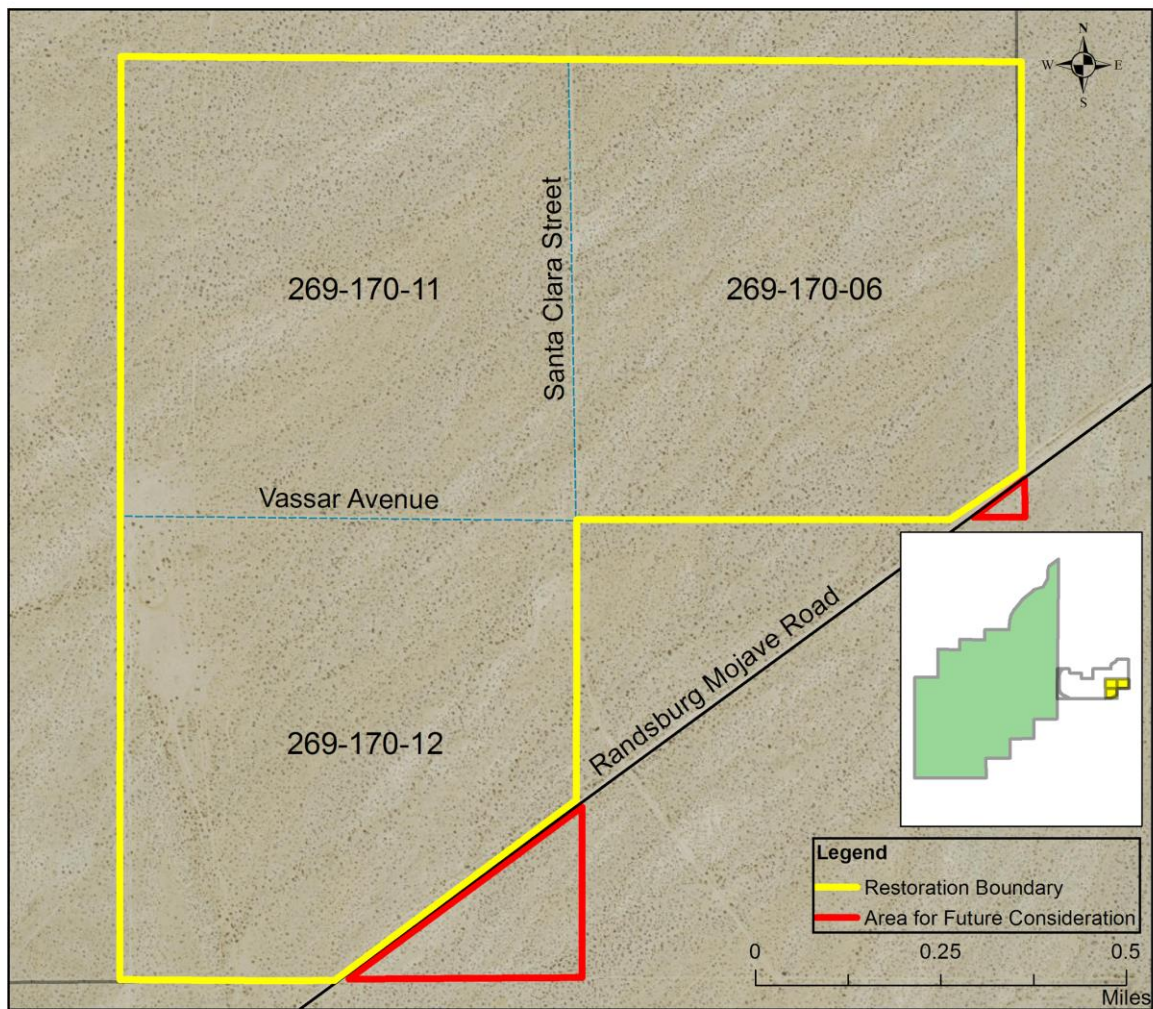 N
W E
S
Santa Clara Street
269-170-11
269-170-06
Vassar Avenue
Randsburg Mojave Road
269-170-12
Legend
Restoration Boundary
Area for Future Consideration
0 0.25 0.5
Miles